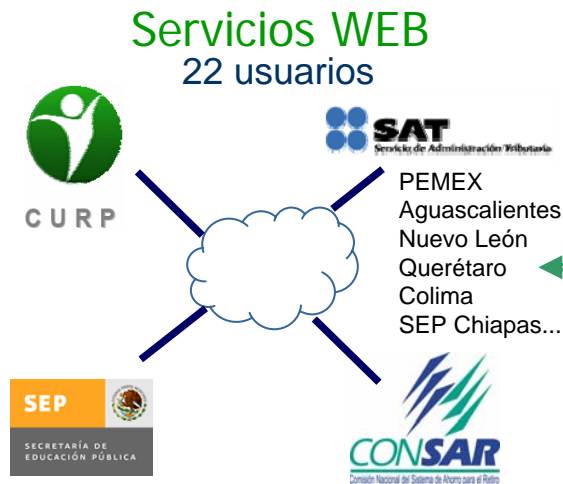 Servicios WEB
22 usuarios
CURP
SAT
Servicio de Administración Tributaria
PEMEX
Aguascalientes
Nuevo León
Querétaro
Colima
SEP Chiapas...
SEP
SECRETARÍA DE
EDUCACIÓN PÚBLICA
CONSAR
Comisión Nacional del Sistema de Ahorro para el Retiro